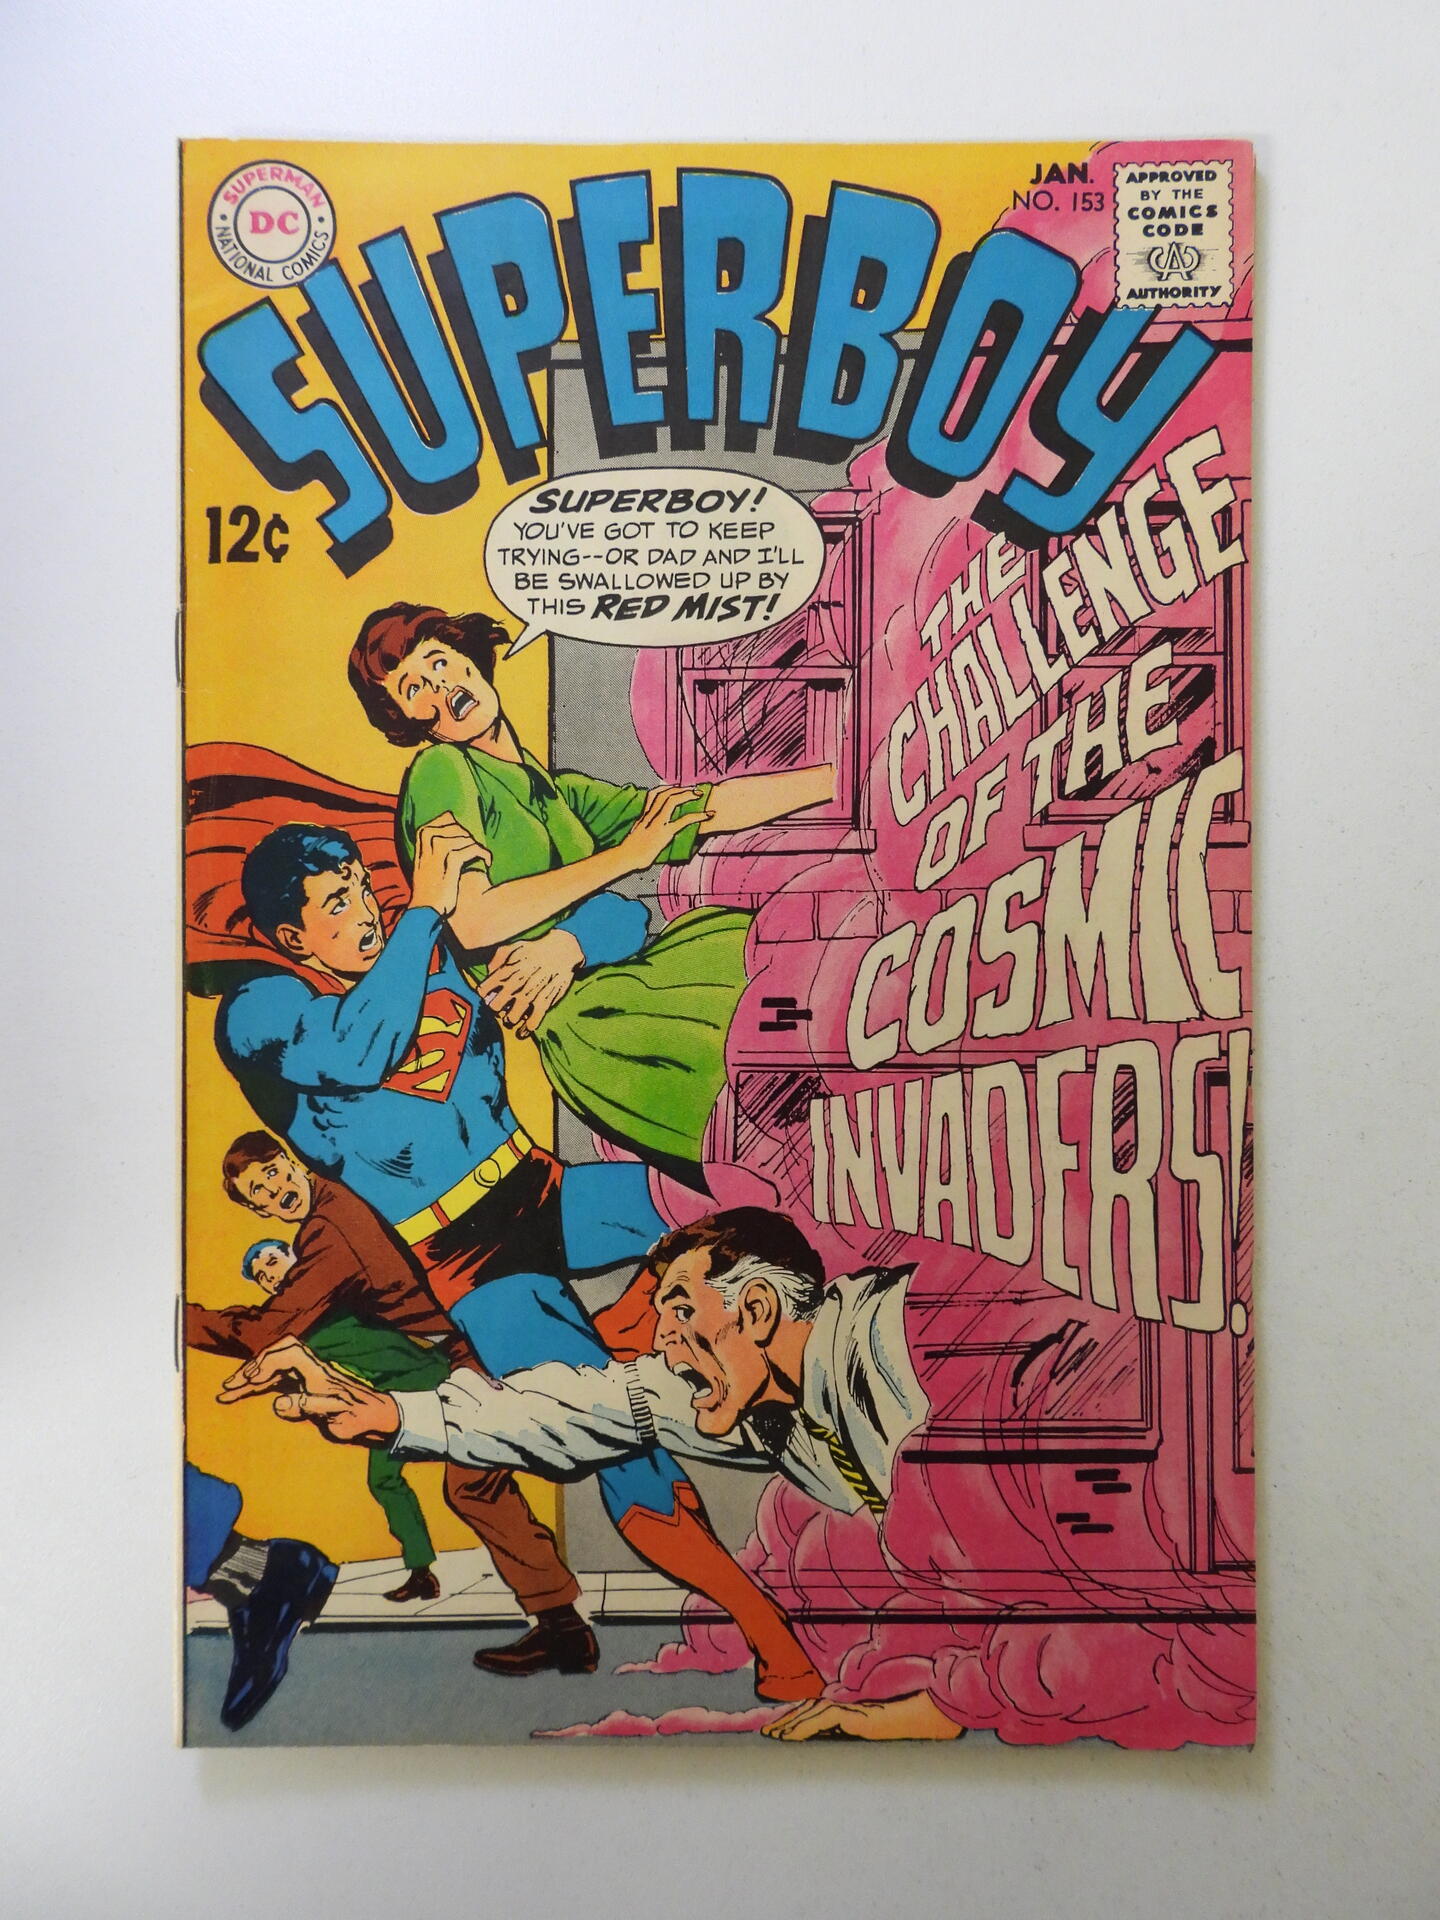 SUPERMAN
DC
NATIONAL COMICS
JAN.
NO. 153
APPROVED
BY THE
COMICS
CODE
CA
AUTHORITY
SUPERBOY
12¢
SUPERBOY!
YOU'VE GOT TO KEEP
TRYING--OR DAD AND I'LL
BE SWALLOWED UP BY
THIS RED MIST!
THE
CHALLENGE
OF THE
COSMIC
INVADERS!
S